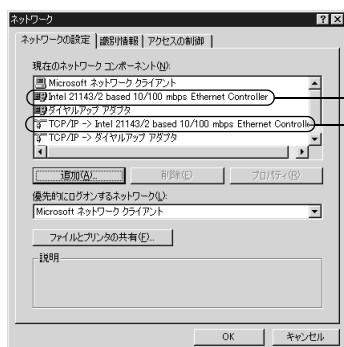 ネットワーク
ネットワークの設定 識別情報 アクセスの制御
現在のネットワーク コンポーネント(N):
Microsoft ネットワーク クライアント
Intel 21143/2 based 10/100 mbps Ethernet Controller
ダイヤルアップ アダプタ
TCP/IP -> Intel 21143/2 based 10/100 mbps Ethernet Controlle
TCP/IP -> ダイヤルアップ アダプタ
追加(A)... 削除(E) プロパティ(R)
優先的にログオンするネットワーク(L):
Microsoft ネットワーク クライアント
ファイルとプリンタの共有(F)...
説明
OK キャンセル